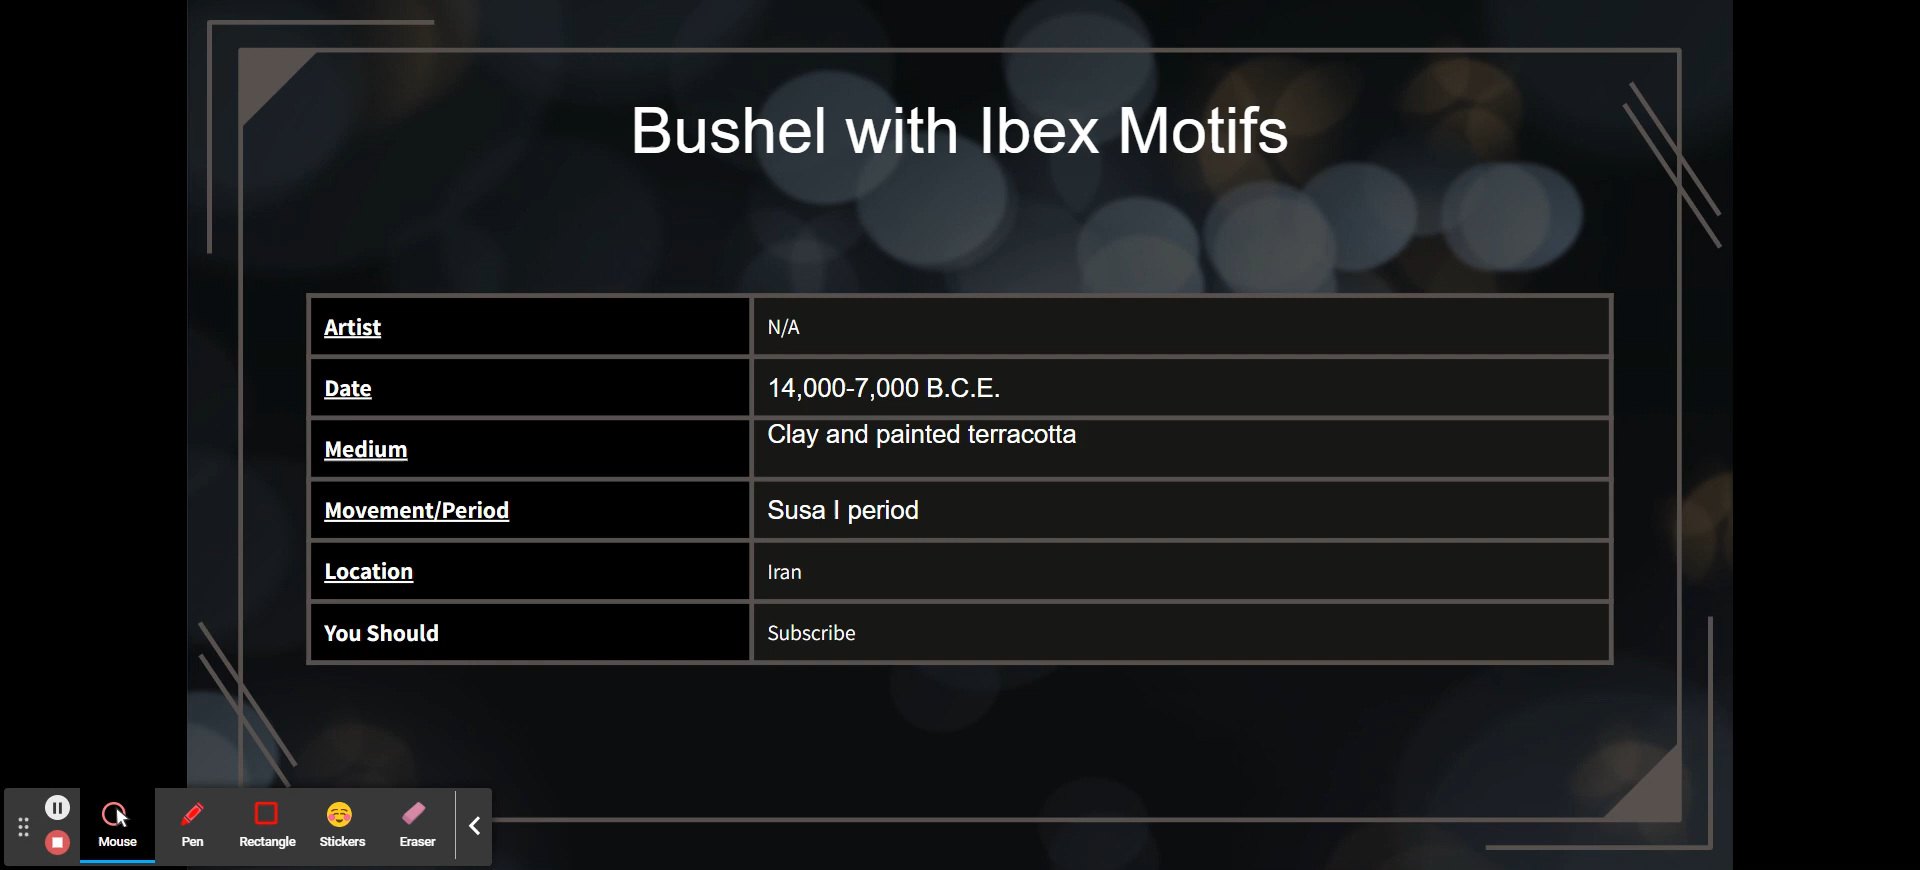 Bushel with Ibex Motifs
Artist
N/A
Date
14,000-7,000 B.C.E.
Medium
Clay and painted terracotta
Movement/Period
Susa I period
Location
Iran
You Should
Subscribe
Mouse
Pen
Rectangle
Stickers
Eraser